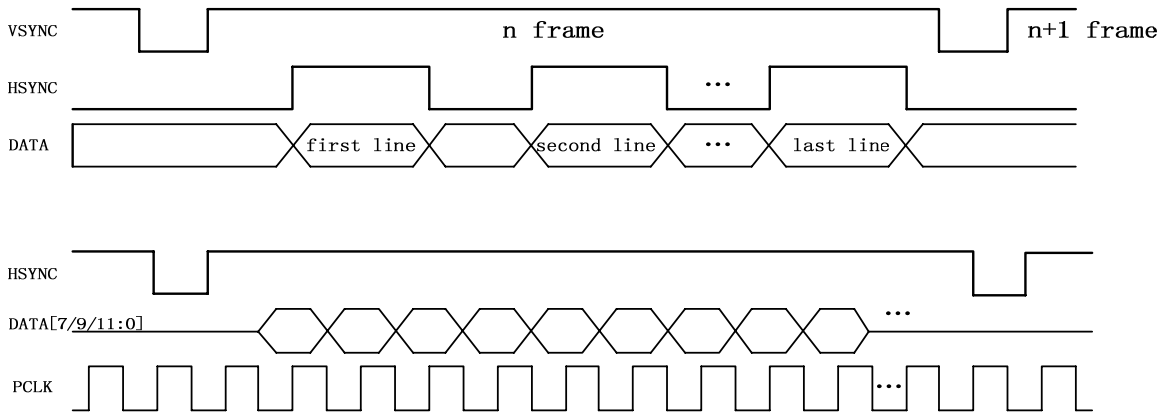 VSYNC n frame n+1 frame
HSYNC ...
DATA first line second line ... last line
HSYNC
DATA[7/9/11:0] ...
PCLK ...